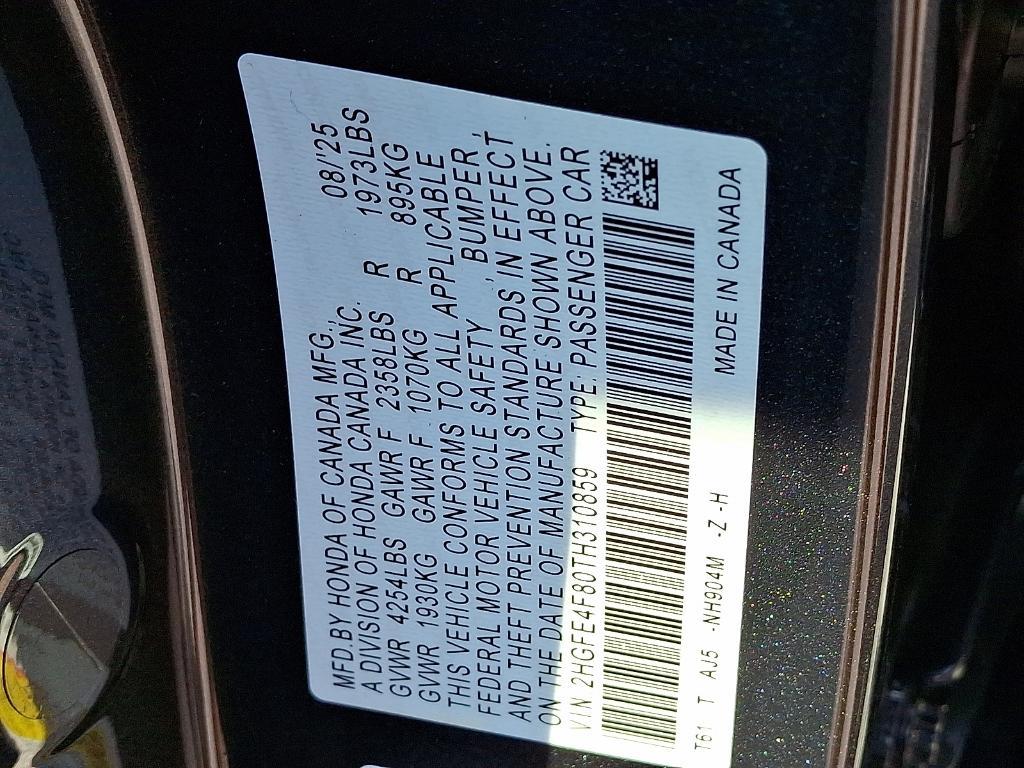 MFD.BY HONDA OF CANADA MFG., 08/'25
A DIVISION OF HONDA CANADA INC.
GVWR 4254LBS GAWR F 2358LBS R 1973LBS
GVWR 1930KG GAWR F 1070KG R 895KG
THIS VEHICLE CONFORMS TO ALL APPLICABLE
FEDERAL MOTOR VEHICLE SAFETY, BUMPER,
AND THEFT PREVENTION STANDARDS IN EFFECT
ON THE DATE OF MANUFACTURE SHOWN ABOVE.
VIN 2HGFE4F80TH310859 TYPE: PASSENGER CAR
T61 T AJ5 -NH904M -Z -H MADE IN CANADA